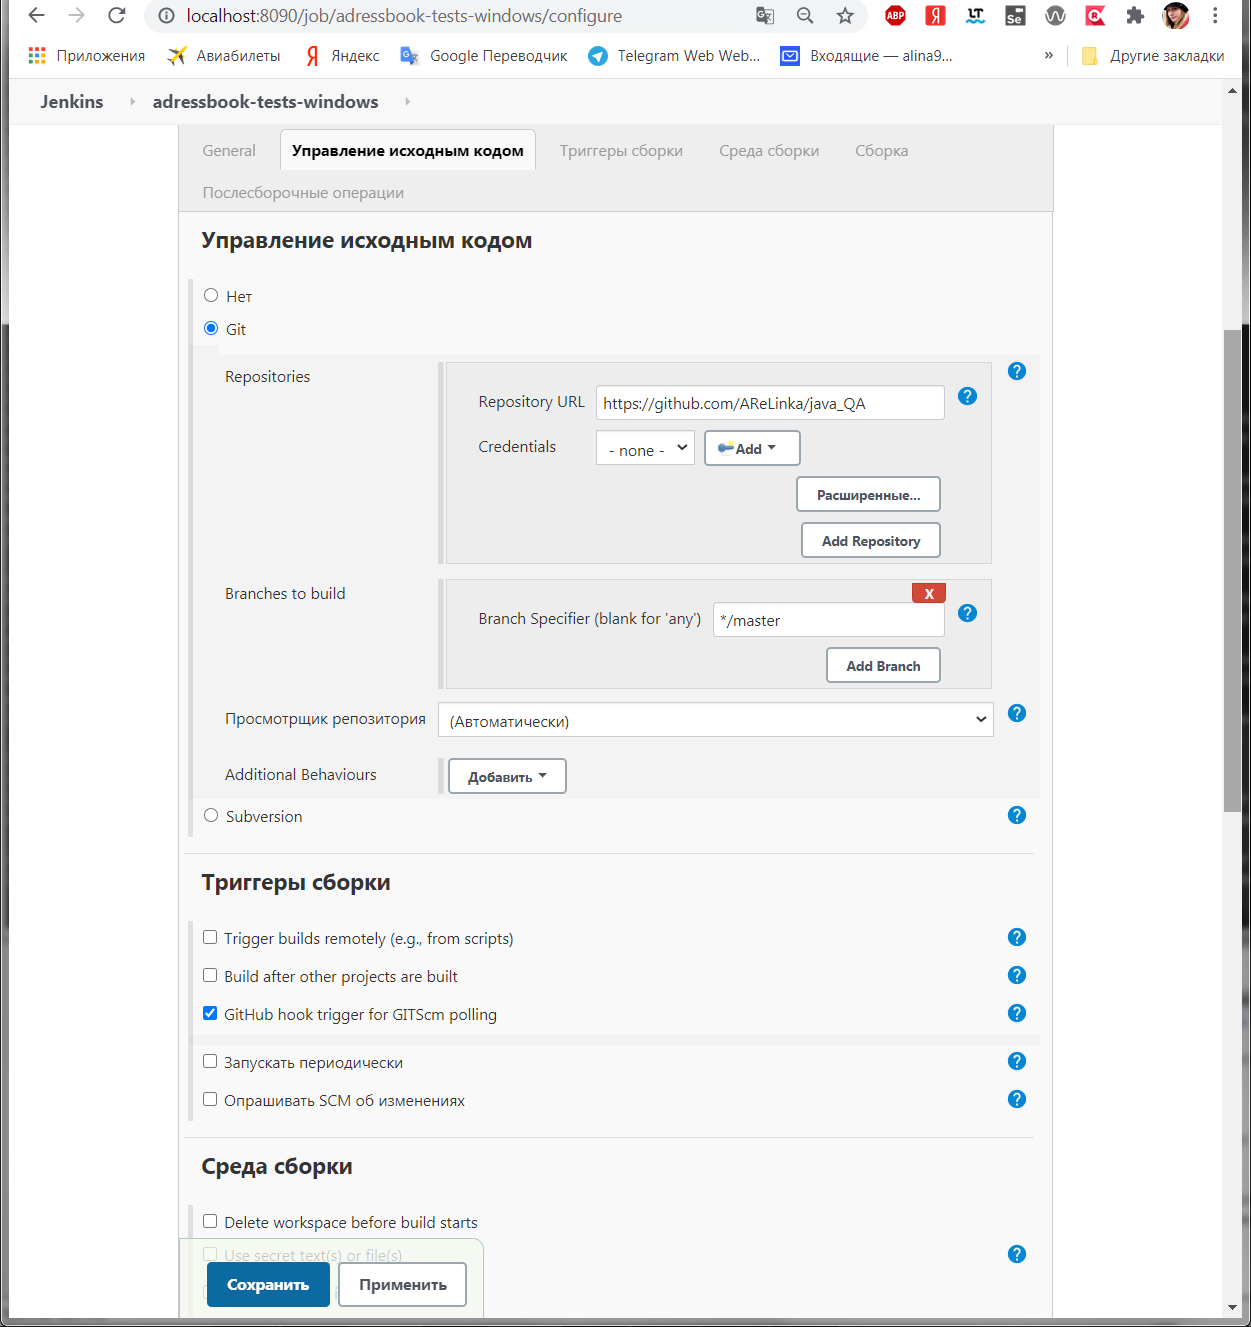 localhost:8090/job/adressbook-tests-windows/configure
ABP Я LT Se
Приложения Авиабилеты Я Яндекс Google Переводчик Telegram Web Web... Входящие — alina9... » Другие закладки
Jenkins adressbook-tests-windows
General Управление исходным кодом Триггеры сборки Среда сборки Сборка
Послесборочные операции
Управление исходным кодом
Нет
Git
Repositories ?
Repository URL https://github.com/AReLinka/java_QA ?
Credentials - none - Add
Расширенные...
Add Repository
Branches to build X
Branch Specifier (blank for 'any') */master ?
Add Branch
Просмотрщик репозитория (Автоматически) ?
Additional Behaviours Добавить
Subversion ?
Триггеры сборки
Trigger builds remotely (e.g., from scripts) ?
Build after other projects are built ?
GitHub hook trigger for GITScm polling ?
Запускать периодически ?
Опрашивать SCM об изменениях ?
Среда сборки
Delete workspace before build starts
Use secret text(s) or file(s) ?
Сохранить Применить